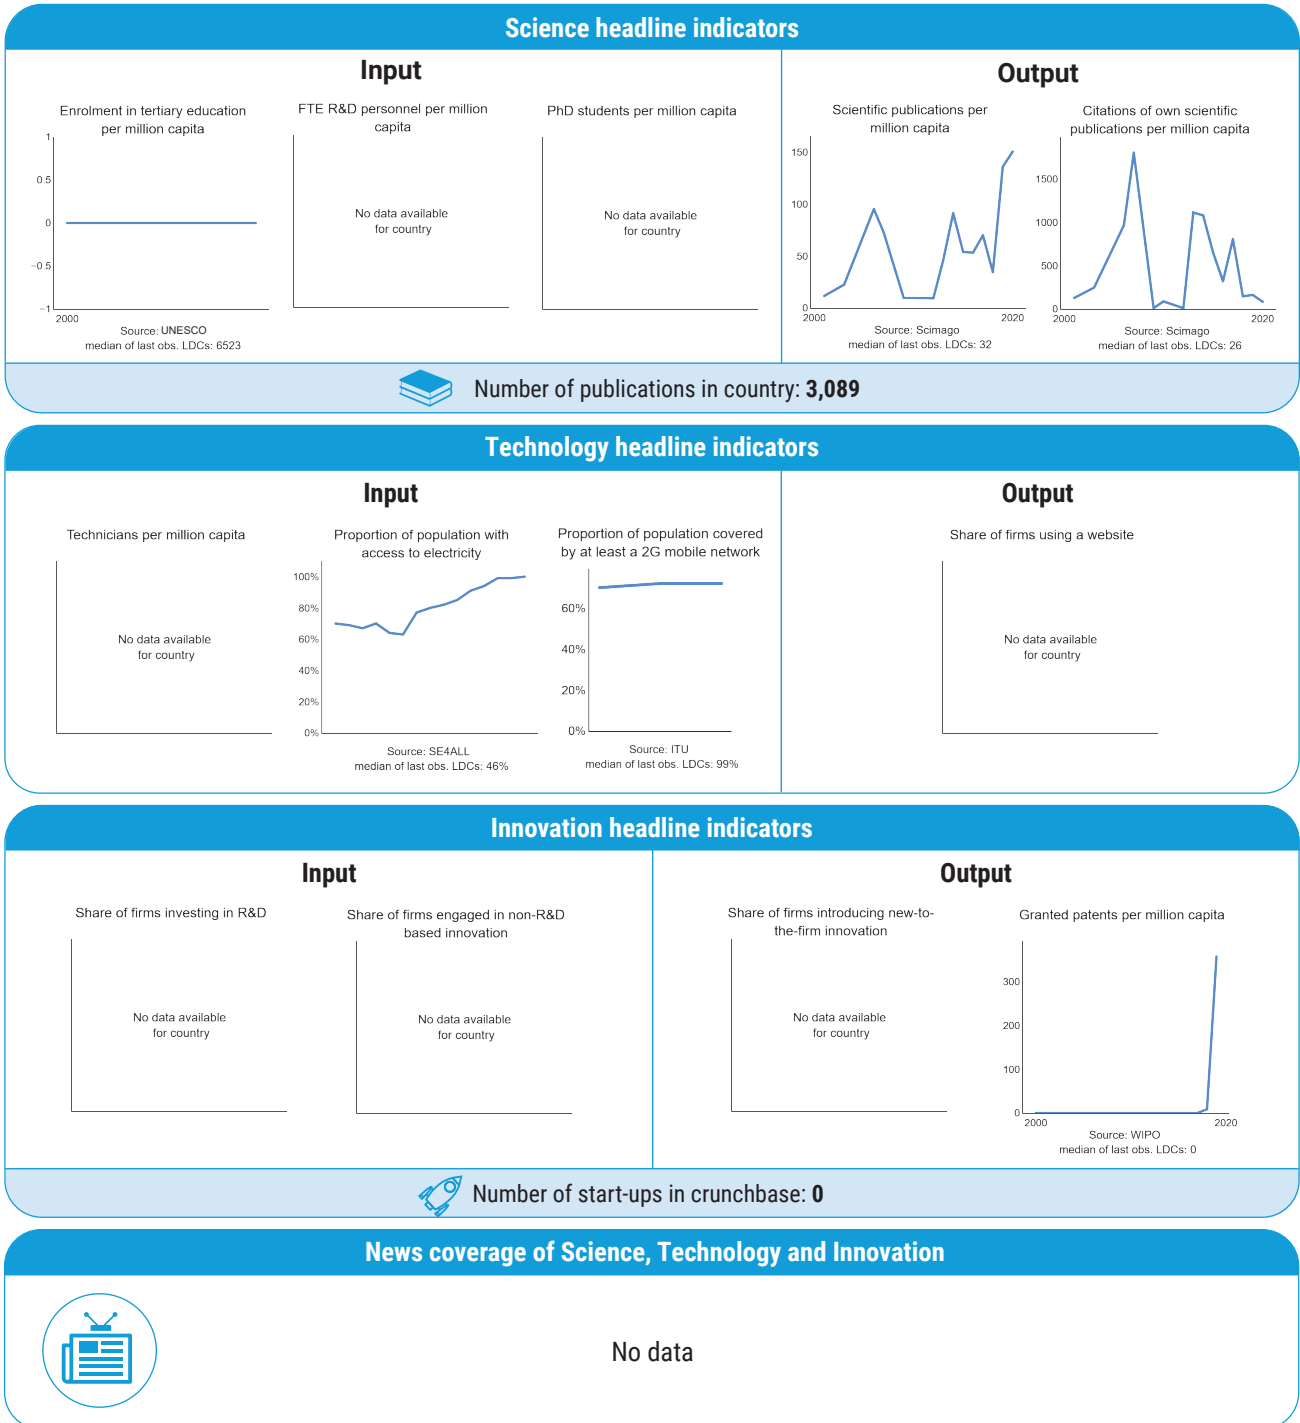 Science headline indicators
Input
Enrolment in tertiary education
per million capita
1
0.5
0
−0.5
−1
2000
Source: UNESCO
median of last obs. LDCs: 6523
FTE R&D personnel per million
capita
No data available
for country
PhD students per million capita
No data available
for country
Output
Scientific publications per
million capita
150
100
50
0
2000
2020
Source: Scimago
median of last obs. LDCs: 32
Citations of own scientific
publications per million capita
1500
1000
500
0
2000
2020
Source: Scimago
median of last obs. LDCs: 26
Number of publications in country: 3,089
Technology headline indicators
Input
Technicians per million capita
No data available
for country
Proportion of population with
access to electricity
100%
80%
60%
40%
20%
0%
Source: SE4ALL
median of last obs. LDCs: 46%
Proportion of population covered
by at least a 2G mobile network
60%
40%
20%
0%
Source: ITU
median of last obs. LDCs: 99%
Output
Share of firms using a website
No data available
for country
Innovation headline indicators
Input
Share of firms investing in R&D
No data available
for country
Share of firms engaged in non-R&D
based innovation
No data available
for country
Output
Share of firms introducing new-to-
the-firm innovation
No data available
for country
Granted patents per million capita
300
200
100
0
2000
2020
Source: WIPO
median of last obs. LDCs: 0
Number of start-ups in crunchbase: 0
News coverage of Science, Technology and Innovation
No data